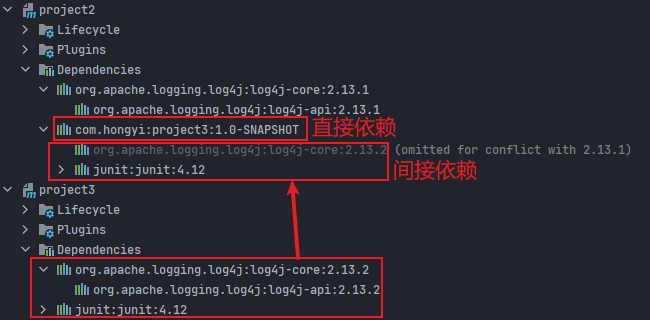 project2
Lifecycle
Plugins
Dependencies
org.apache.logging.log4j:log4j-core:2.13.1
org.apache.logging.log4j:log4j-api:2.13.1
com.hongyi:project3:1.0-SNAPSHOT 直接依赖
org.apache.logging.log4j:log4j-core:2.13.2 (omitted for conflict with 2.13.1)
junit:junit:4.12 间接依赖
project3
Lifecycle
Plugins
Dependencies
org.apache.logging.log4j:log4j-core:2.13.2
org.apache.logging.log4j:log4j-api:2.13.2
junit:junit:4.12